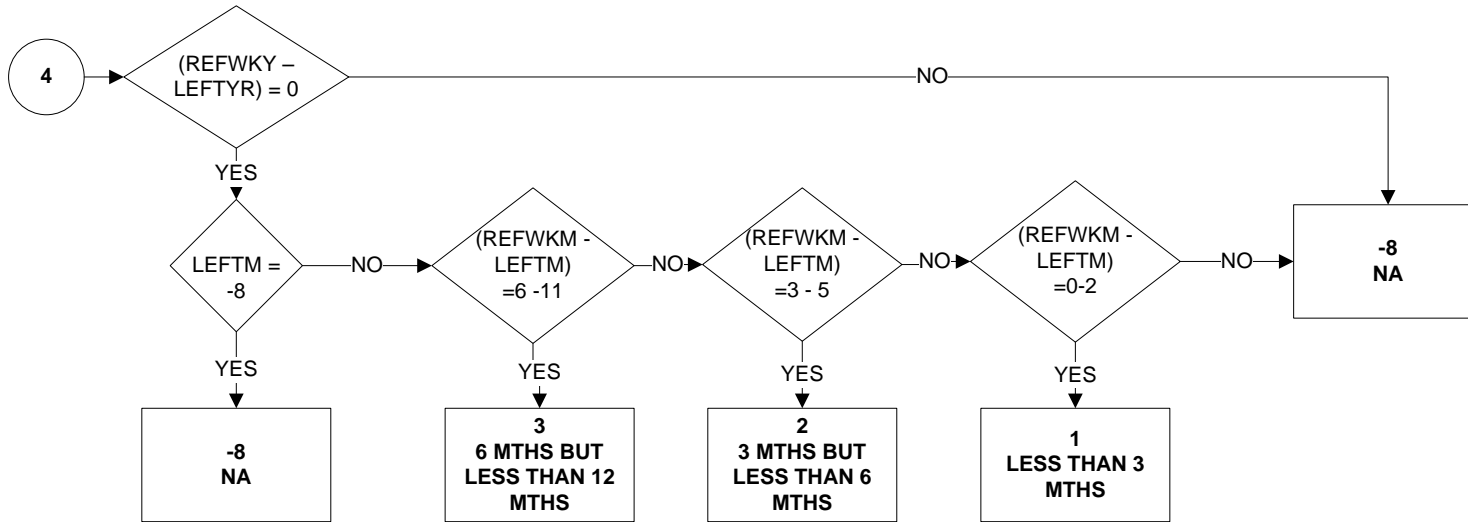 4
(REFWKY –
LEFTYR) = 0
NO
YES
LEFTM =
-8
NO
(REFWKM -
LEFTM)
=6 -11
NO
(REFWKM -
LEFTM)
=3 - 5
NO
(REFWKM -
LEFTM)
=0-2
NO
-8
NA
YES
YES
YES
YES
-8
NA
3
6 MTHS BUT
LESS THAN 12
MTHS
2
3 MTHS BUT
LESS THAN 6
MTHS
1
LESS THAN 3
MTHS